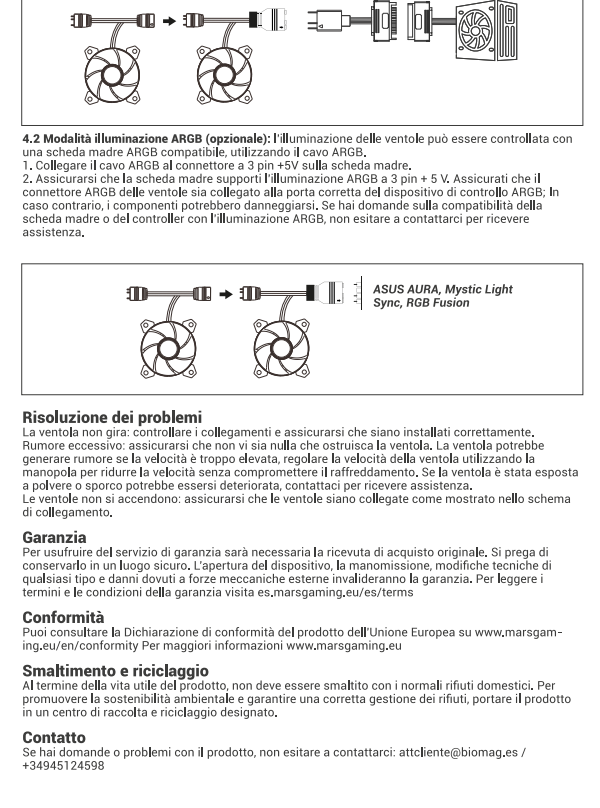 4.2 Modalità illuminazione ARGB (opzionale): l'illuminazione delle ventole può essere controllata con
una scheda madre ARGB compatibile, utilizzando il cavo ARGB.
1. Collegare il cavo ARGB al connettore a 3 pin +5V sulla scheda madre.
2. Assicurarsi che la scheda madre supporti l'illuminazione ARGB a 3 pin + 5 V. Assicurati che il
connettore ARGB delle ventole sia collegato alla porta corretta del dispositivo di controllo ARGB; In
caso contrario, i componenti potrebbero danneggiarsi. Se hai domande sulla compatibilità della
scheda madre o del controller con l'illuminazione ARGB, non esitare a contattarci per ricevere
assistenza.
ASUS AURA, Mystic Light
Sync, RGB Fusion
Risoluzione dei problemi
La ventola non gira: controllare i collegamenti e assicurarsi che siano installati correttamente.
Rumore eccessivo: assicurarsi che non vi sia nulla che ostruisca la ventola. La ventola potrebbe
generare rumore se la velocità è troppo elevata, regolare la velocità della ventola utilizzando la
manopola per ridurre la velocità senza compromettere il raffreddamento. Se la ventola è stata esposta
a polvere o sporco potrebbe essersi deteriorata, contattaci per ricevere assistenza.
Le ventole non si accendono: assicurarsi che le ventole siano collegate come mostrato nello schema
di collegamento.
Garanzia
Per usufruire del servizio di garanzia sarà necessaria la ricevuta di acquisto originale. Si prega di
conservarlo in un luogo sicuro. L'apertura del dispositivo, la manomissione, modifiche tecniche di
qualsiasi tipo e danni dovuti a forze meccaniche esterne invalideranno la garanzia. Per leggere i
termini e le condizioni della garanzia visita es.marsgaming.eu/es/terms
Conformità
Puoi consultare la Dichiarazione di conformità del prodotto dell'Unione Europea su www.marsgam-
ing.eu/en/conformity Per maggiori informazioni www.marsgaming.eu
Smaltimento e riciclaggio
Al termine della vita utile del prodotto, non deve essere smaltito con i normali rifiuti domestici. Per
promuovere la sostenibilità ambientale e garantire una corretta gestione dei rifiuti, portare il prodotto
in un centro di raccolta e riciclaggio designato.
Contatto
Se hai domande o problemi con il prodotto, non esitare a contattarci: attcliente@biomag.es /
+34945124598